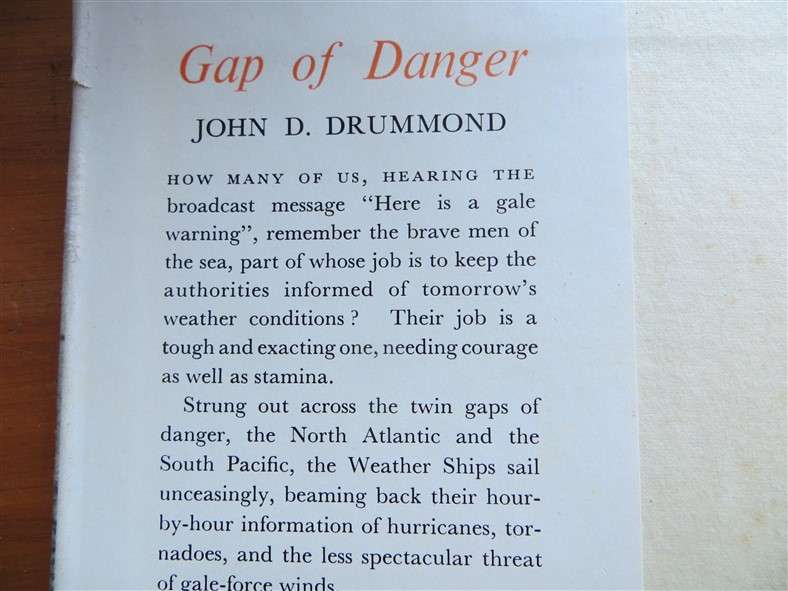 Gap of Danger
JOHN D. DRUMMOND
HOW MANY OF US, HEARING THE
broadcast message “Here is a gale
warning”, remember the brave men of
the sea, part of whose job is to keep the
authorities informed of tomorrow’s
weather conditions? Their job is a
tough and exacting one, needing courage
as well as stamina.
Strung out across the twin gaps of
danger, the North Atlantic and the
South Pacific, the Weather Ships sail
unceasingly, beaming back their hour-
by-hour information of hurricanes, tor-
nadoes, and the less spectacular threat
of gale-force winds.